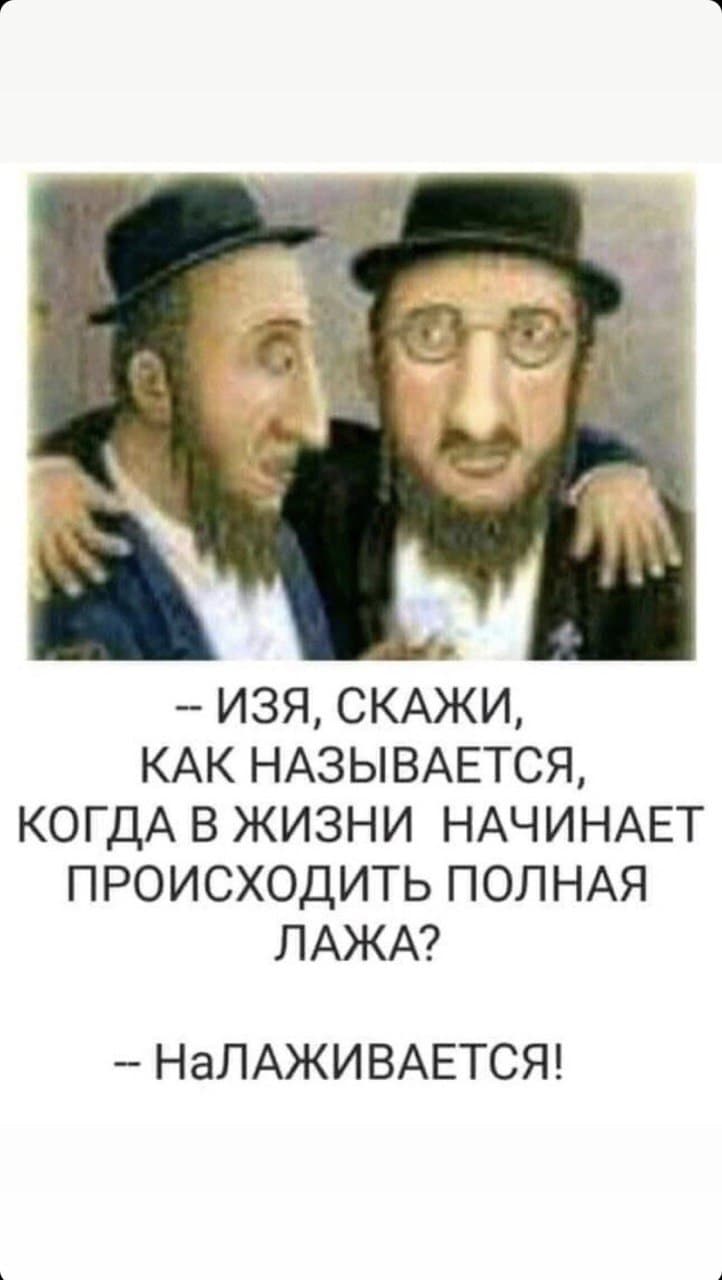 -- ИЗЯ, СКАЖИ,
КАК НАЗЫВАЕТСЯ,
КОГДА В ЖИЗНИ НАЧИНАЕТ
ПРОИСХОДИТЬ ПОЛНАЯ
ЛАЖА?
-- НаЛАЖИВАЕТСЯ!